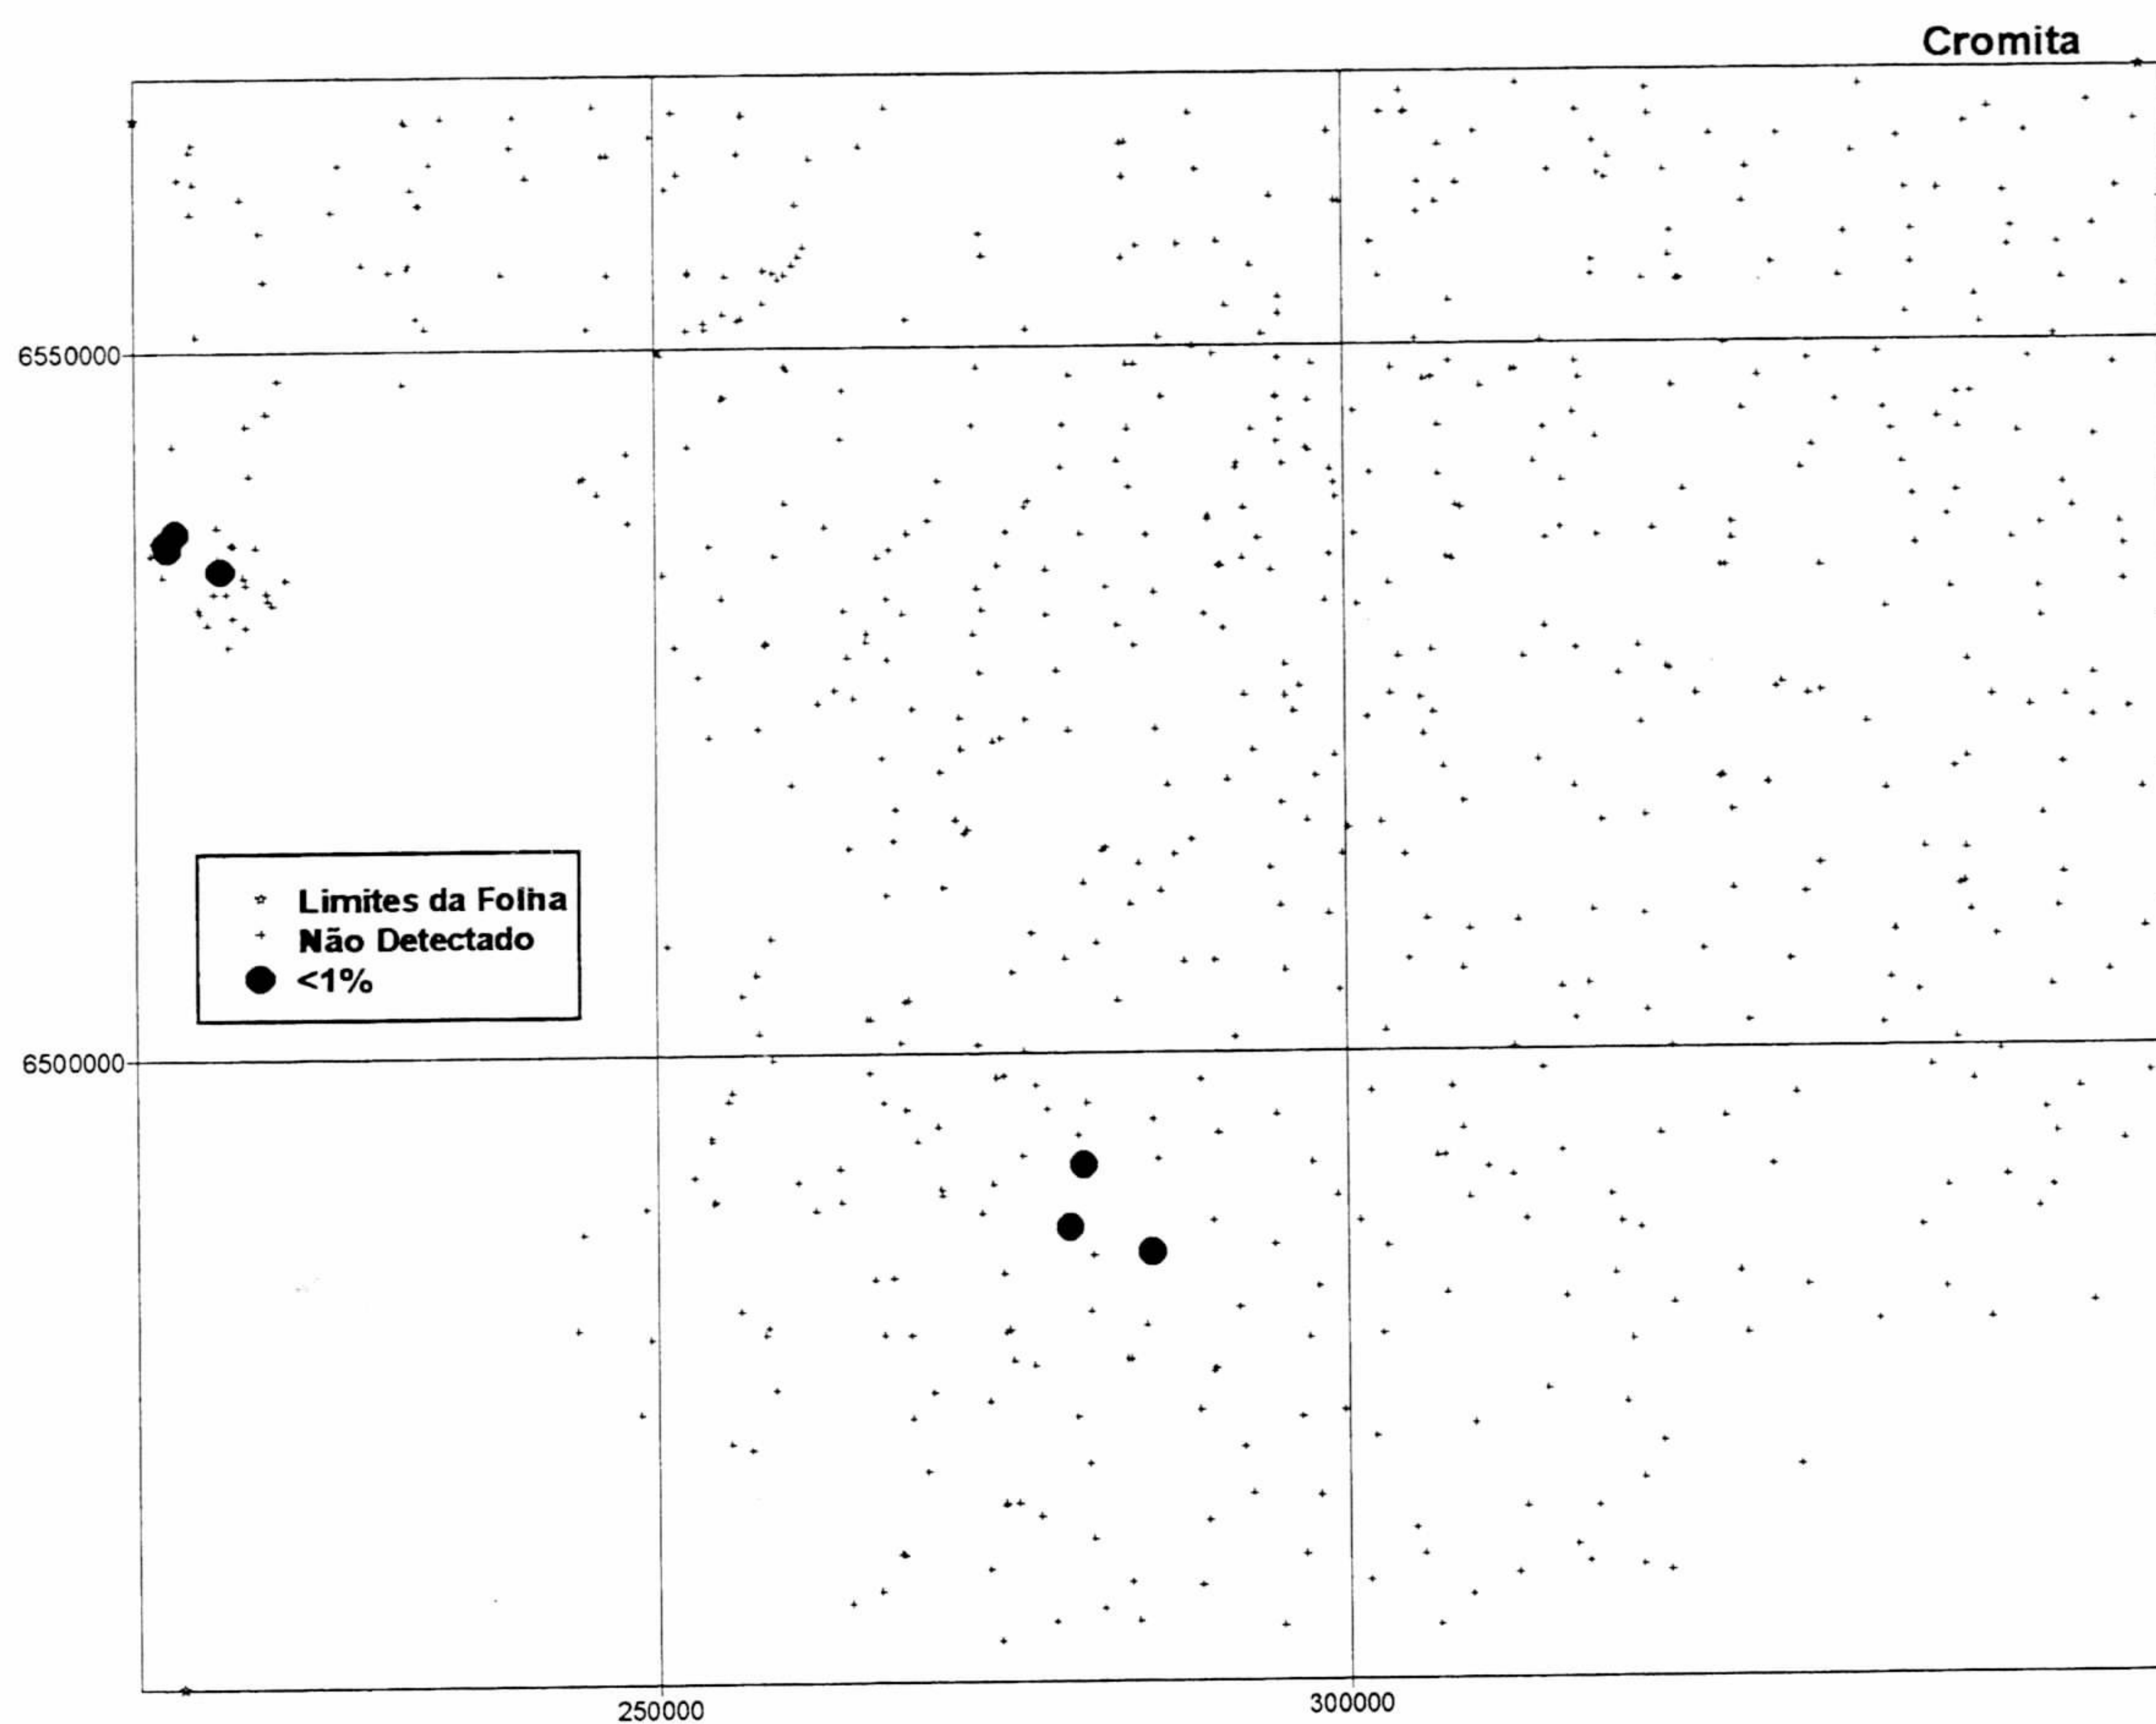 Cromita
6550000
Limites da Folha
Não Detectado
<1%
6500000
250000
300000